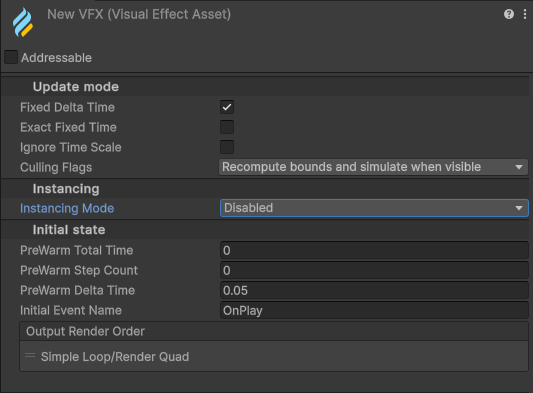 New VFX (Visual Effect Asset)
Addressable
Update mode
Fixed Delta Time
Exact Fixed Time
Ignore Time Scale
Culling Flags Recompute bounds and simulate when visible
Instancing
Instancing Mode Disabled
Initial state
PreWarm Total Time 0
PreWarm Step Count 0
PreWarm Delta Time 0.05
Initial Event Name OnPlay
Output Render Order
Simple Loop/Render Quad